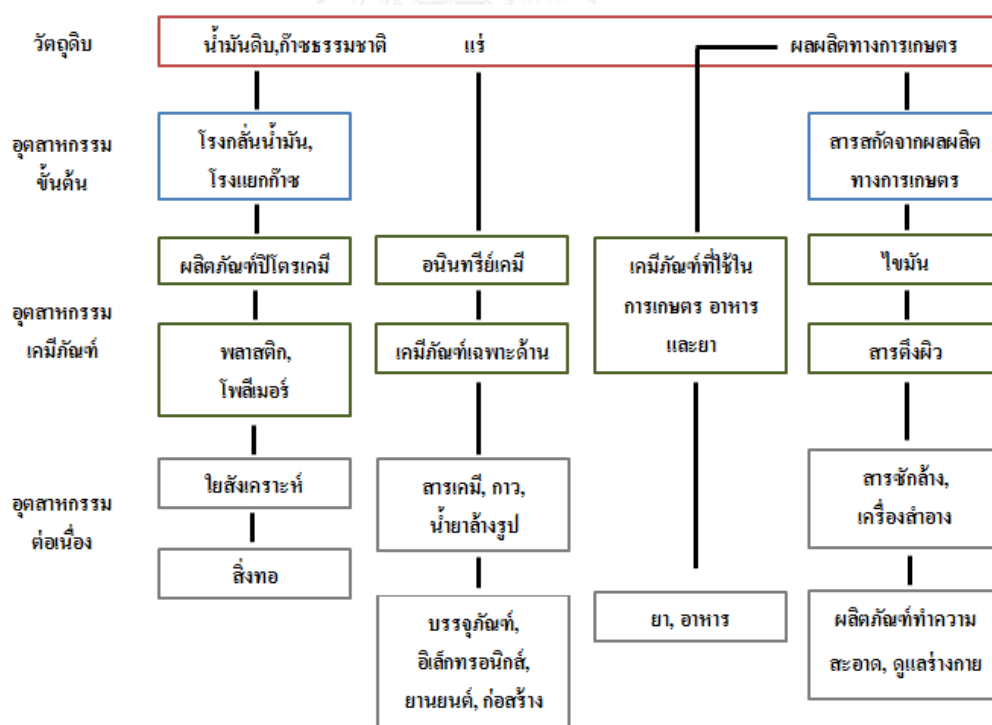 วัตถุดิบ
น้ำมันดิบ,ก๊าซธรรมชาติ
แร่
ผลผลิตทางการเกษตร
อุตสาหกรรม
ขั้นต้น
โรงกลั่นน้ำมัน,
โรงแยกก๊าซ
สารสกัดจากผลผลิต
ทางการเกษตร
อุตสาหกรรม
เคมีภัณฑ์
ผลิตภัณฑ์ปิโตรเคมี
อนินทรีย์เคมี
เคมีภัณฑ์ที่ใช้ใน
การเกษตร อาหาร
และยา
ไขมัน
พลาสติก,
โพลีเมอร์
เคมีภัณฑ์เฉพาะด้าน
สารตึงผิว
อุตสาหกรรม
ต่อเนื่อง
ใยสังเคราะห์
สารเคมี, กาว,
น้ำยาล้างรูป
สารซักล้าง,
เครื่องสำอาง
สิ่งทอ
บรรจุภัณฑ์,
อิเล็กทรอนิกส์,
ยานยนต์, ก่อสร้าง
ยา, อาหาร
ผลิตภัณฑ์ทำความ
สะอาด, ดูแลร่างกาย